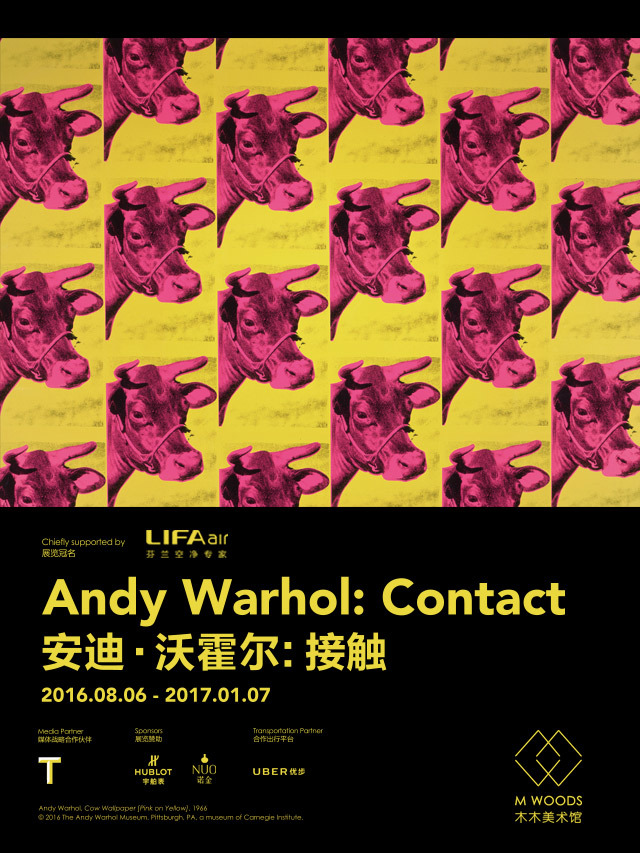 Chiefly supported by
展览冠名
LIFAair
芬兰空净专家
Andy Warhol: Contact
安迪·沃霍尔: 接触
2016.08.06 - 2017.01.07
Media Partner
媒体战略合作伙伴
T
Sponsors
展览赞助
HUBLOT
宇舶表
NUO
诺金
Transportation Partner
合作出行平台
UBER优步
M WOODS
木木美术馆
Andy Warhol, Cow Wallpaper [Pink on Yellow], 1966
© 2016 The Andy Warhol Museum, Pittsburgh, PA, a museum of Carnegie Institute.